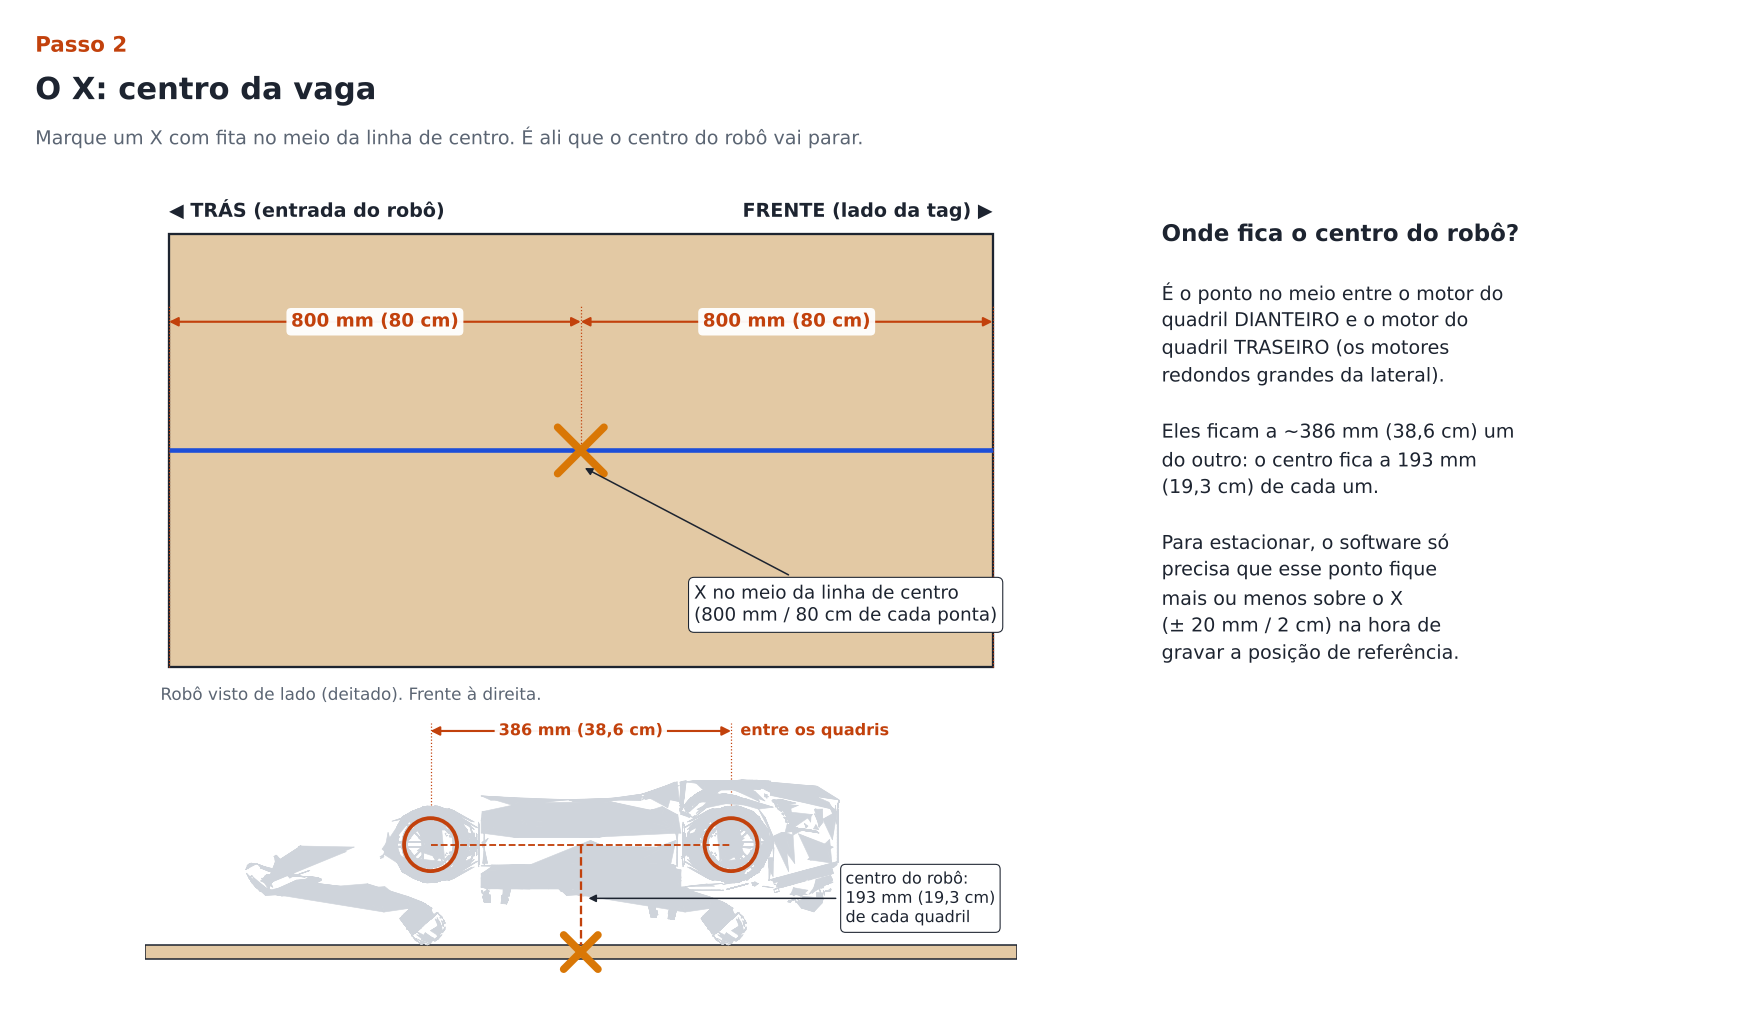 Passo 2
O X: centro da vaga
Marque um X com fita no meio da linha de centro. É ali que o centro do robô vai parar.
◀ TRÁS (entrada do robô)
FRENTE (lado da tag) ▶
800 mm (80 cm)
800 mm (80 cm)
X no meio da linha de centro
(800 mm / 80 cm de cada ponta)
Robô visto de lado (deitado). Frente à direita.
386 mm (38,6 cm)
entre os quadris
centro do robô:
193 mm (19,3 cm)
de cada quadril
Onde fica o centro do robô?
É o ponto no meio entre o motor do
quadril DIANTEIRO e o motor do
quadril TRASEIRO (os motores
redondos grandes da lateral).
Eles ficam a ~386 mm (38,6 cm) um
do outro: o centro fica a 193 mm
(19,3 cm) de cada um.
Para estacionar, o software só
precisa que esse ponto fique
mais ou menos sobre o X
(± 20 mm / 2 cm) na hora de
gravar a posição de referência.